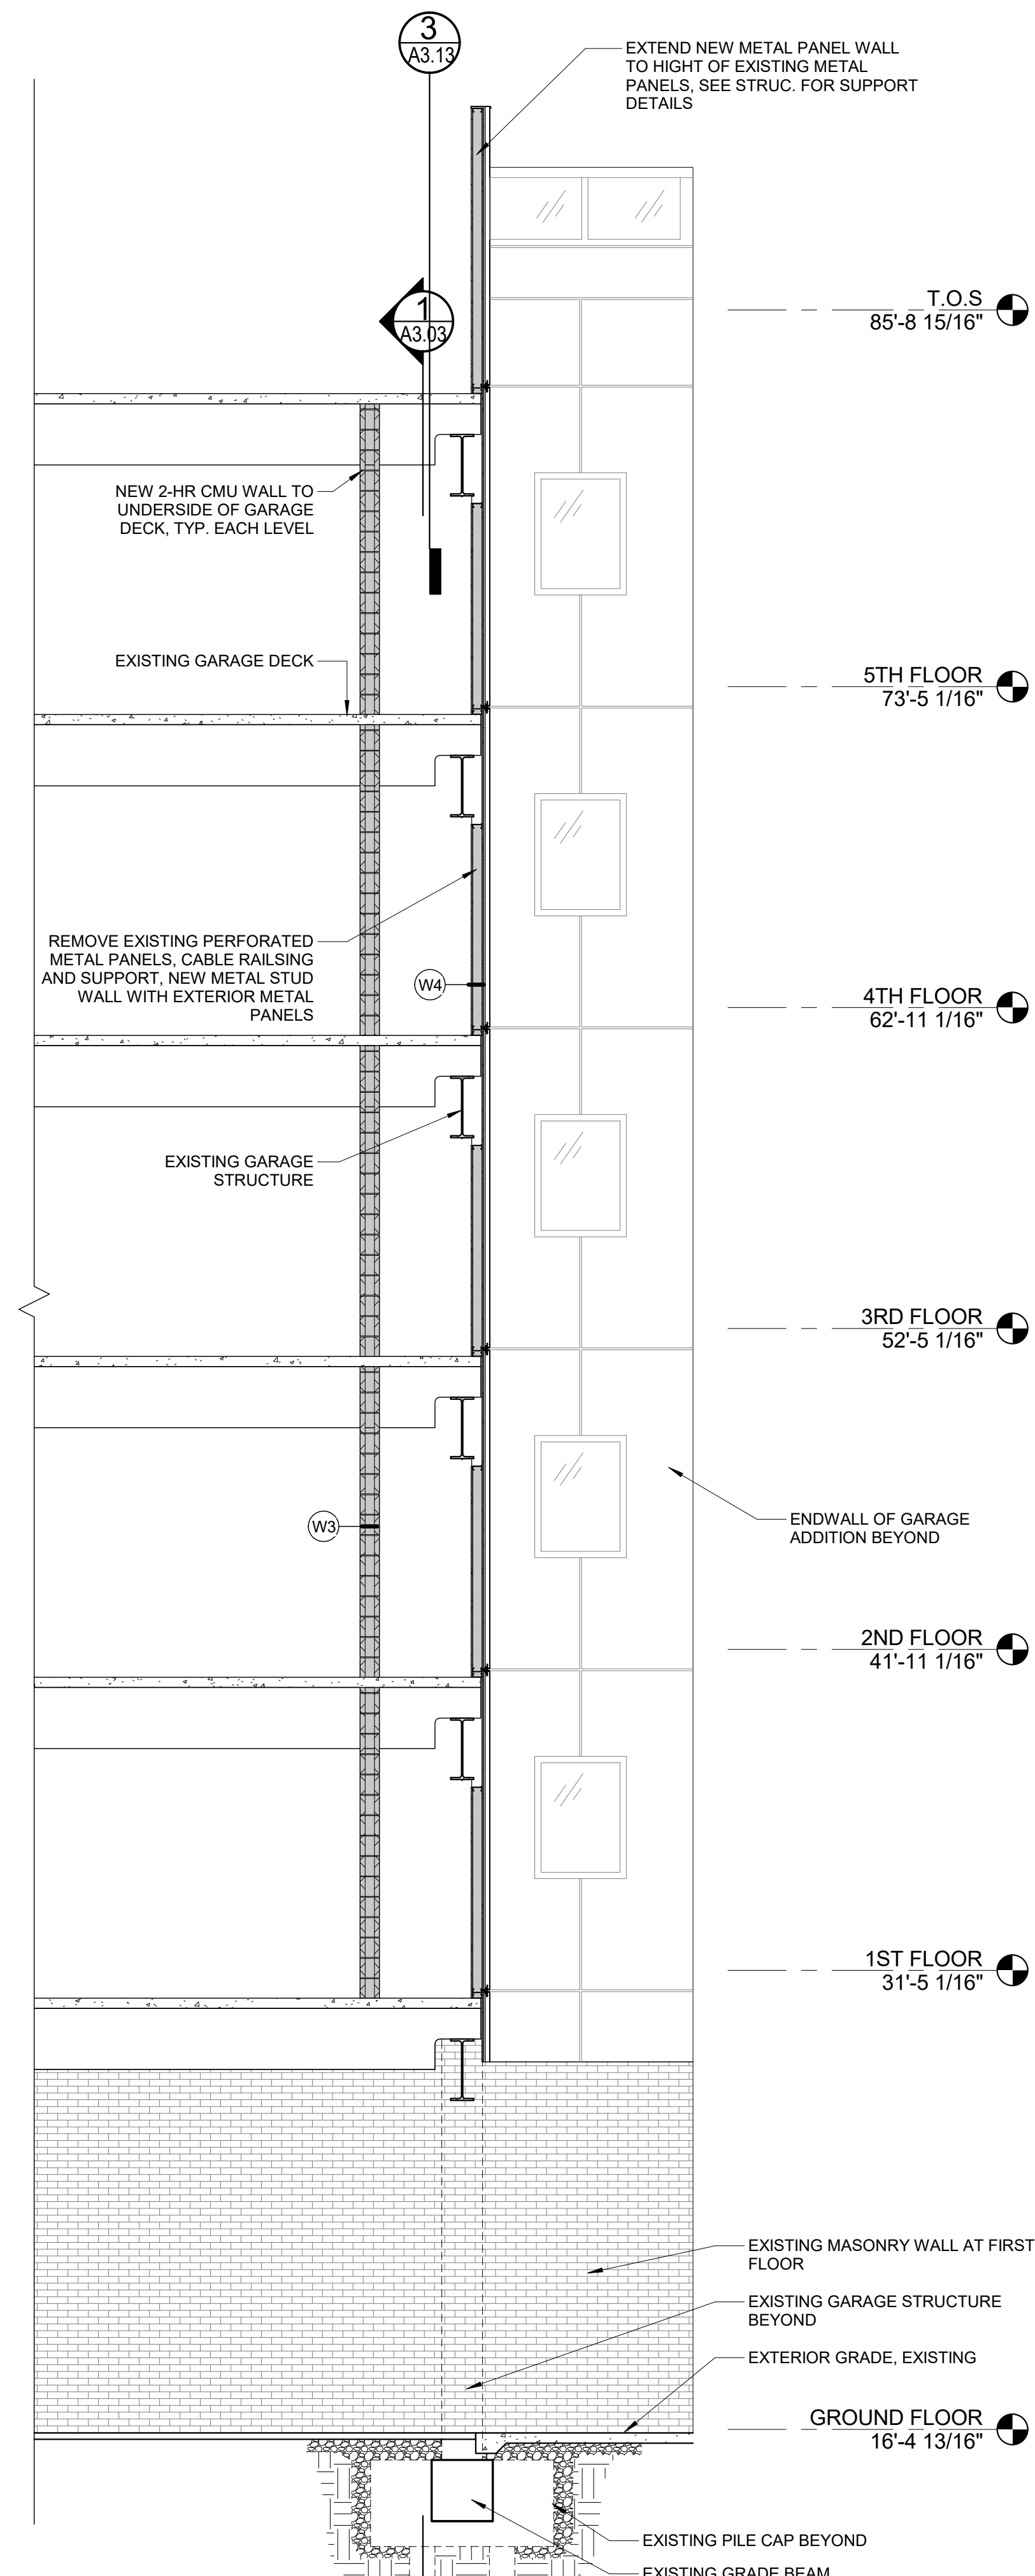 3
A3.13
EXTEND NEW METAL PANEL WALL
TO HIGHT OF EXISTING METAL
PANELS, SEE STRUC. FOR SUPPORT
DETAILS
T.O.S
85'-8 15/16"
1
A3.03
NEW 2-HR CMU WALL TO
UNDERSIDE OF GARAGE
DECK, TYP. EACH LEVEL
EXISTING GARAGE DECK
5TH FLOOR
73'-5 1/16"
REMOVE EXISTING PERFORATED
METAL PANELS, CABLE RAILSING
AND SUPPORT, NEW METAL STUD
WALL WITH EXTERIOR METAL
PANELS
W4
4TH FLOOR
62'-11 1/16"
EXISTING GARAGE
STRUCTURE
3RD FLOOR
52'-5 1/16"
W3
ENDWALL OF GARAGE
ADDITION BEYOND
2ND FLOOR
41'-11 1/16"
1ST FLOOR
31'-5 1/16"
EXISTING MASONRY WALL AT FIRST
FLOOR
EXISTING GARAGE STRUCTURE
BEYOND
EXTERIOR GRADE, EXISTING
GROUND FLOOR
16'-4 13/16"
EXISTING PILE CAP BEYOND
EXISTING GRADE BEAM